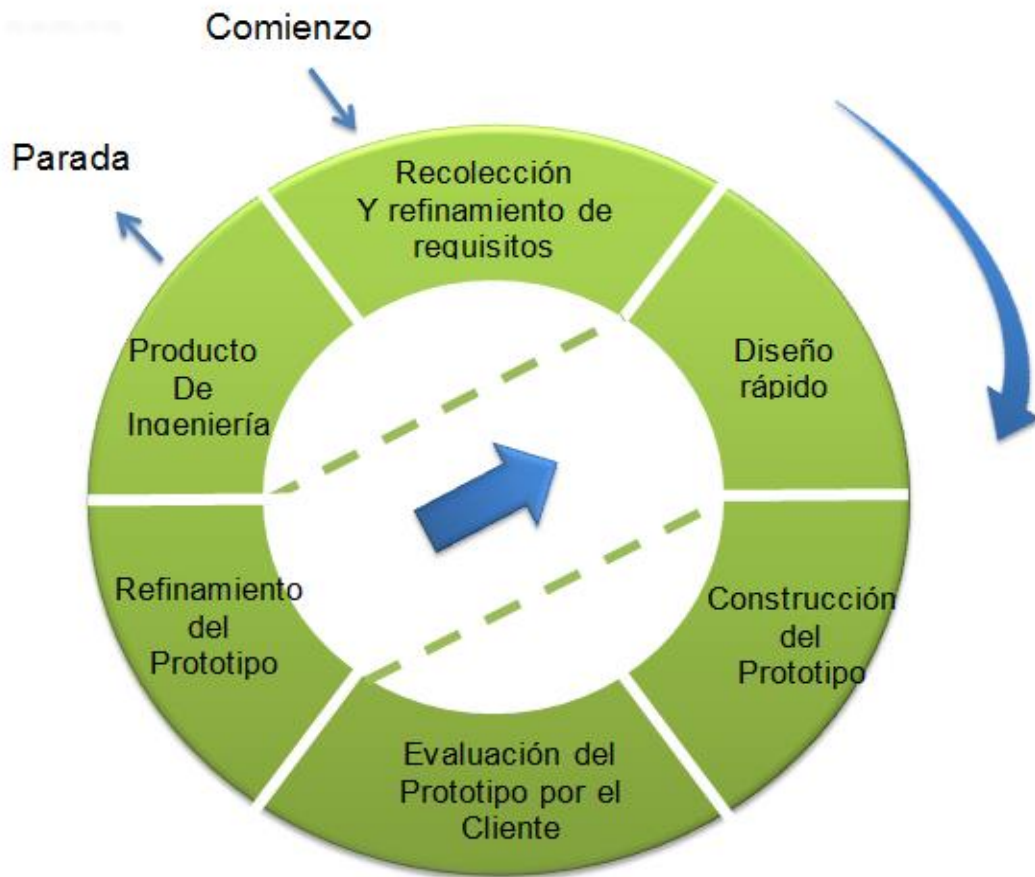 Comienzo
Parada
Recolección
Y refinamiento de
requisitos
Diseño
rápido
Construcción
del
Prototipo
Evaluación del
Prototipo por el
Cliente
Refinamiento
del
Prototipo
Producto
De
Ingeniería